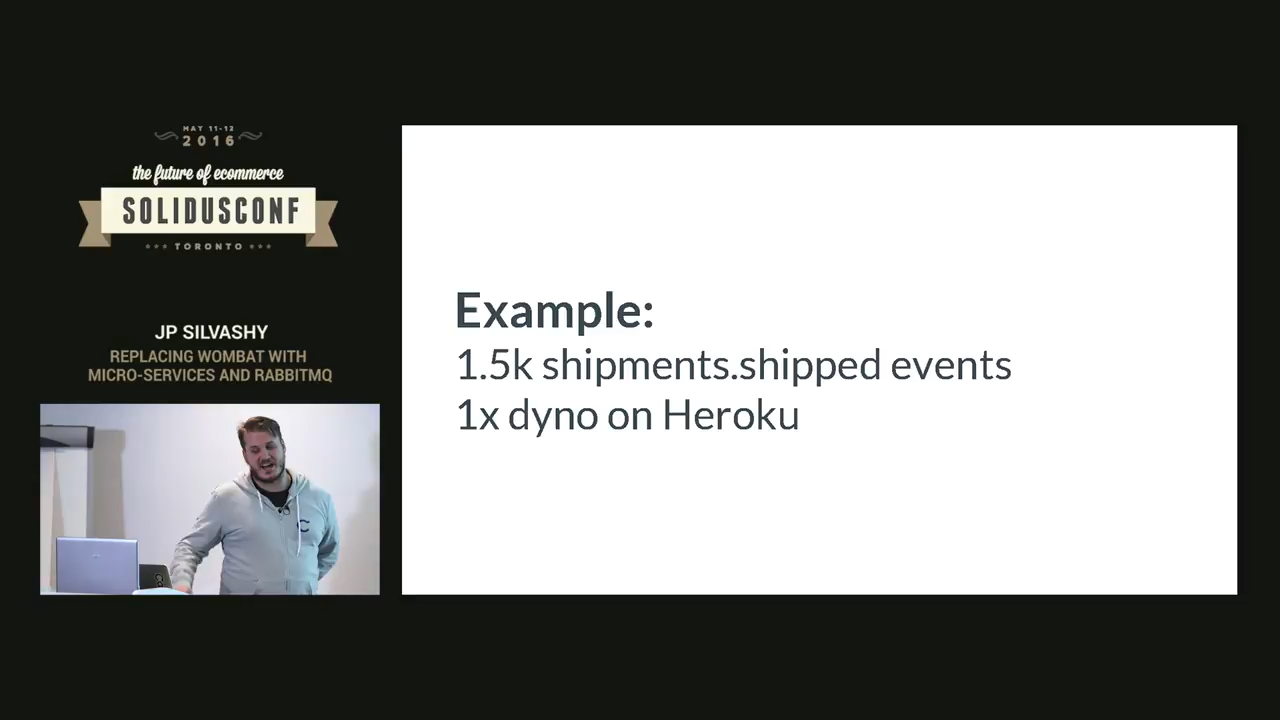 MAY 11-12
2016
the future of ecommerce
SOLIDUSCONF
TORONTO
JP SILVASHY
REPLACING WOMBAT WITH
MICRO-SERVICES AND RABBITMQ
Example:
1.5k shipments.shipped events
1x dyno on Heroku
C